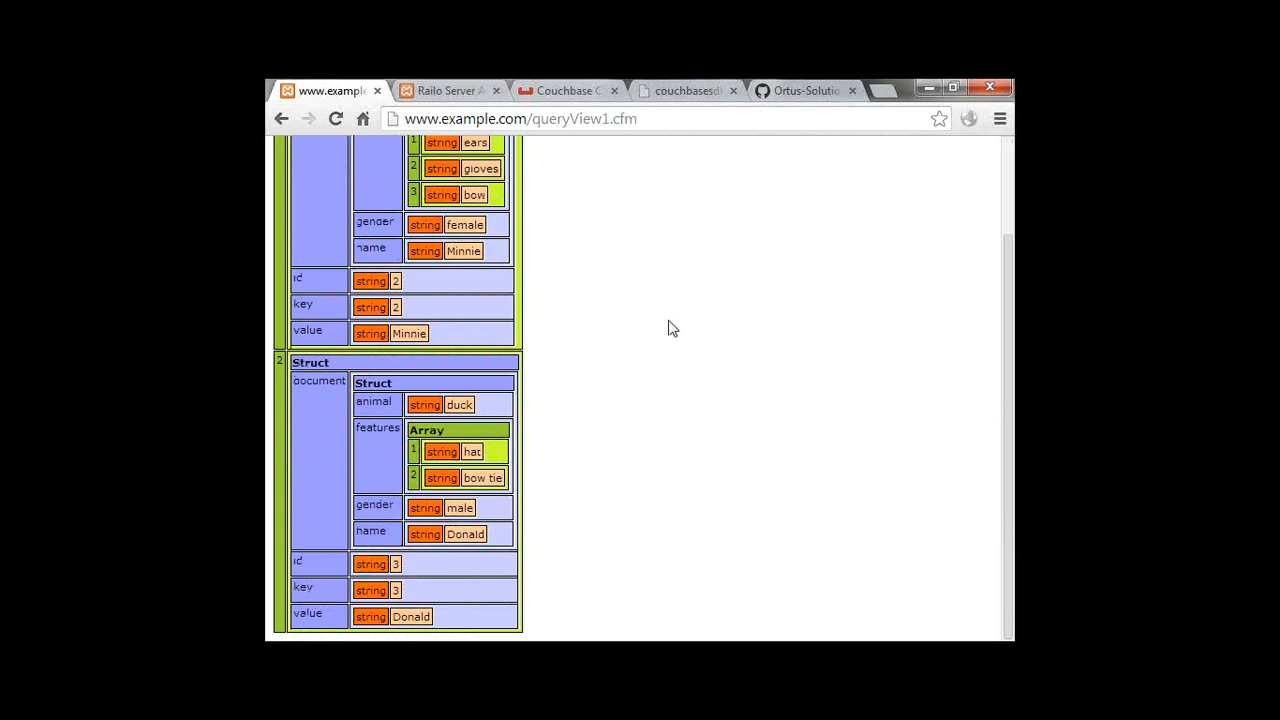 www.example
Railo Server A
Couchbase C
couchbasesd
Ortus-Solutio
www.example.com/queryView1.cfm
1 string ears
2 string gloves
3 string bow
gender string female
name string Minnie
id string 2
key string 2
value string Minnie
2 Struct
document Struct
animal string duck
features Array
1 string hat
2 string bow tie
gender string male
name string Donald
id string 3
key string 3
value string Donald